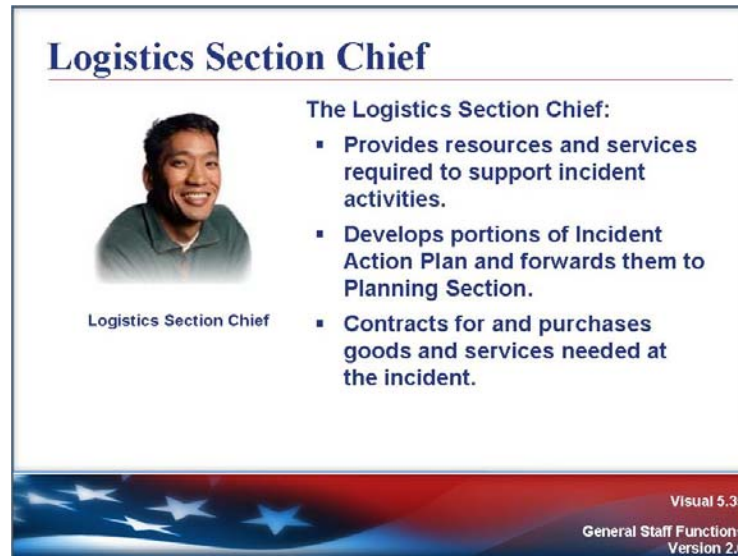 Logistics Section Chief
The Logistics Section Chief:
▪ Provides resources and services
required to support incident
activities.
▪ Develops portions of Incident
Action Plan and forwards them to
Planning Section.
▪ Contracts for and purchases
goods and services needed at
the incident.
Logistics Section Chief
Visual 5.3
General Staff Function
Version 2.